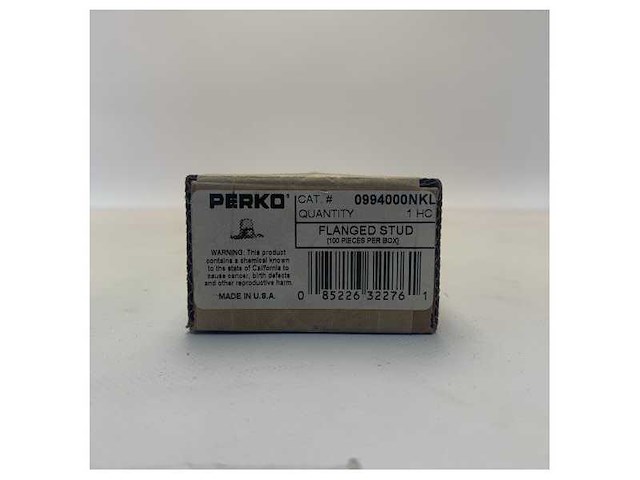 PERKO
CAT. # 0994000NKL
QUANTITY 1 HC
FLANGED STUD
(100 PIECES PER BOX)
WARNING: This product
contains a chemical known
to the state of California to
cause cancer, birth defects
and other reproductive harm.
MADE IN U.S.A.
0 85226 32276 1